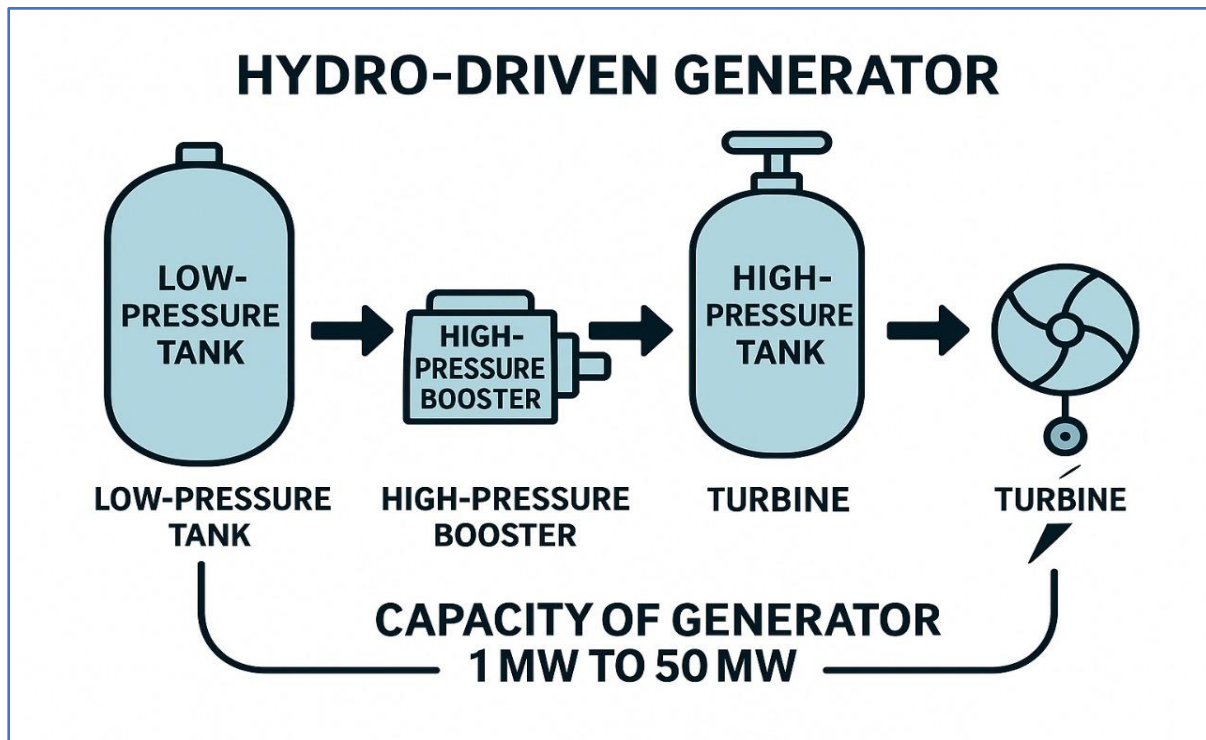 HYDRO-DRIVEN GENERATOR
LOW-
PRESSURE
TANK
HIGH-
PRESSURE
BOOSTER
HIGH-
PRESSURE
TANK
LOW-PRESSURE
TANK
HIGH-PRESSURE
BOOSTER
TURBINE
TURBINE
CAPACITY OF GENERATOR
1 MW TO 50 MW